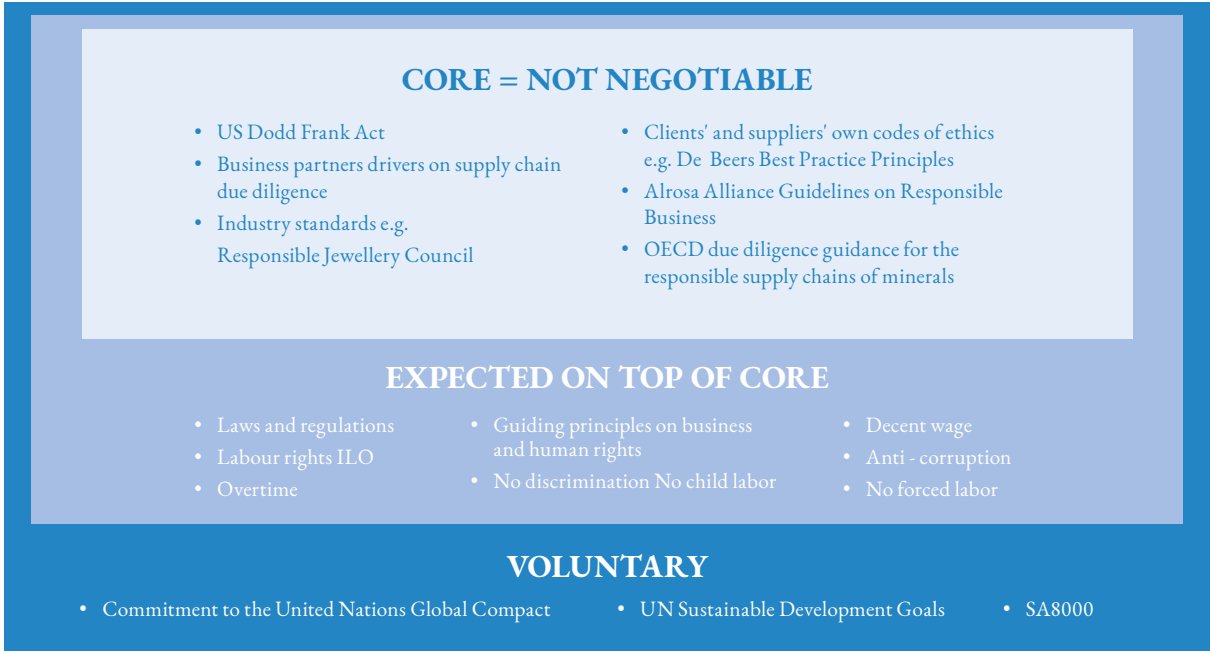 CORE = NOT NEGOTIABLE
• US Dodd Frank Act
• Business partners drivers on supply chain
due diligence
• Industry standards e.g.
Responsible Jewellery Council
• Clients' and suppliers' own codes of ethics
e.g. De  Beers Best Practice Principles
• Alrosa Alliance Guidelines on Responsible
Business
• OECD due diligence guidance for the
responsible supply chains of minerals
EXPECTED ON TOP OF CORE
• Laws and regulations
• Labour rights ILO
• Overtime
• Guiding principles on business
and human rights
• No discrimination No child labor
• Decent wage
• Anti - corruption
• No forced labor
VOLUNTARY
• Commitment to the United Nations Global Compact
• UN Sustainable Development Goals
• SA8000